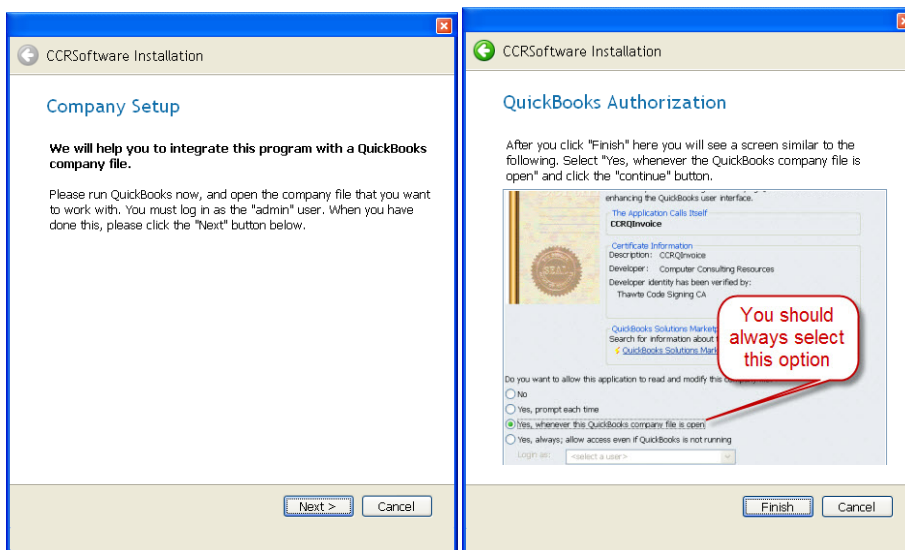 CCRSoftware Installation
Company Setup
We will help you to integrate this program with a QuickBooks
company file.
Please run QuickBooks now, and open the company file that you want
to work with. You must log in as the "admin" user. When you have
done this, please click the "Next" button below.
Next >
Cancel
CCRSoftware Installation
QuickBooks Authorization
After you click "Finish" here you will see a screen similar to the
following. Select "Yes, whenever the QuickBooks company file is
open" and click the "continue" button.
enhancing the QuickBooks user interface.
The Application Calls Itself
CCRQInvoice
Certificate Information
Description: CCRQInvoice
Developer: Computer Consulting Resources
Developer identity has been verified by:
Thawte Code Signing CA
SEAL
QuickBooks Solutions
Search for information about
QuickBooks Solutions
You should
always select
this option
Do you want to allow this application to read and modify this
No
Yes, prompt each time
Yes, whenever this QuickBooks company file is open
Yes, always; allow access even if QuickBooks is not running
Login as:
<select a user>
Finish
Cancel